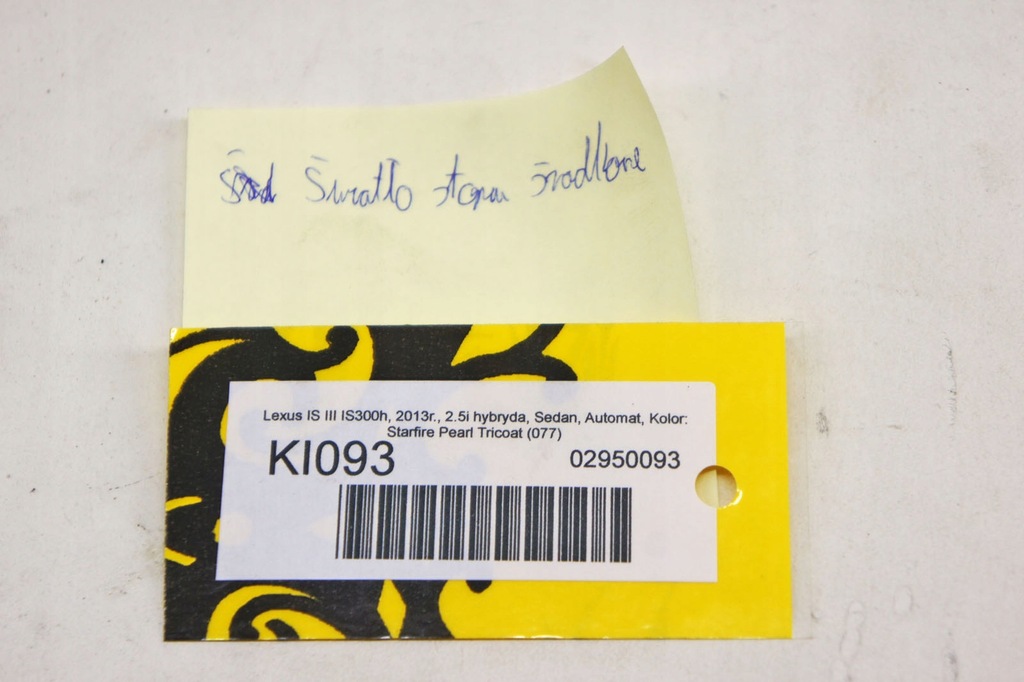 Światło stopu środkowe
Lexus IS III IS300h, 2013r., 2.5i hybryda, Sedan, Automat, Kolor:
Starfire Pearl Tricoat (077)
KI093 02950093